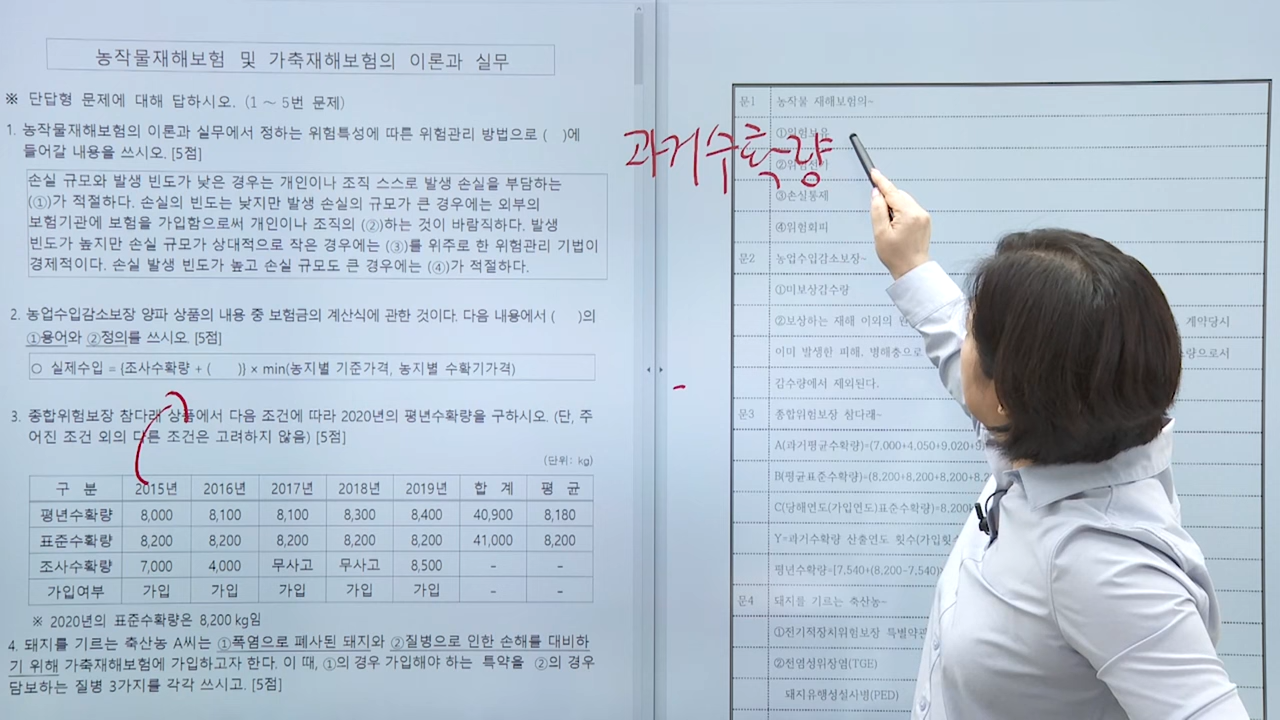 농작물재해보험 및 가축재해보험의 이론과 실무
※ 단답형 문제에 대해 답하시오. (1 ～ 5번 문제)
1. 농작물재해보험의 이론과 실무에서 정하는 위험특성에 따른 위험관리 방법으로 (    )에
들어갈 내용을 쓰시오. [5점]
손실 규모와 발생 빈도가 낮은 경우는 개인이나 조직 스스로 발생 손실을 부담하는
(①)가 적절하다. 손실의 빈도는 낮지만 발생 손실의 규모가 큰 경우에는 외부의
보험기관에 보험을 가입함으로써 개인이나 조직의 (②)하는 것이 바람직하다. 발생
빈도가 높지만 손실 규모가 상대적으로 작은 경우에는 (③)를 위주로 한 위험관리 기법이
경제적이다. 손실 발생 빈도가 높고 손실 규모도 큰 경우에는 (④)가 적절하다.
2. 농업수입감소보장 양파 상품의 내용 중 보험금의 계산식에 관한 것이다. 다음 내용에서 (    )의
①용어와 ②정의를 쓰시오. [5점]
○ 실제수입 = {조사수확량 + (    )} × min(농지별 기준가격, 농지별 수확기가격)
3. 종합위험보장 참다래 상품에서 다음 조건에 따라 2020년의 평년수확량을 구하시오. (단, 주
어진 조건 외의 다른 조건은 고려하지 않음) [5점]
(단위: kg)
구 분 2015년 2016년 2017년 2018년 2019년 합 계 평 균
평년수확량 8,000 8,100 8,100 8,300 8,400 40,900 8,180
표준수확량 8,200 8,200 8,200 8,200 8,200 41,000 8,200
조사수확량 7,000 4,000 무사고 무사고 8,500 - -
가입여부 가입 가입 가입 가입 가입 - -
※ 2020년의 표준수확량은 8,200 kg임
4. 돼지를 기르는 축산농 A씨는 ①폭염으로 폐사된 돼지와 ②질병으로 인한 손해를 대비하
기 위해 가축재해보험에 가입하고자 한다. 이 때, ①의 경우 가입해야 하는 특약을 ②의 경우
담보하는 질병 3가지를 각각 쓰시고. [5점]
과거수확량
문1 농작물 재해보험의~
①위험보유
②위험전가
③손실통제
④위험회피
문2 농업수입감소보장~
①미보상감수량
②보상하는 재해 이외의 계약당시
이미 발생한 피해, 병해충으로
감수량에서 제외된다.
문3 종합위험보장 참다래~
A(과거평균수확량)=(7,000+4,050+9,020+9
B(평균표준수확량)=(8,200+8,200+8,200+8,2
C(당해연도(가입연도)표준수확량)=8,200
Y=과거수확량 산출연도 횟수(가입횟
평년수확량=[7,540+(8,200-7,540)
문4 돼지를 기르는 축산농~
①전기적장치위험보장 특별약관
②전염성위장염(TGE)
돼지유행성설사병(PED)